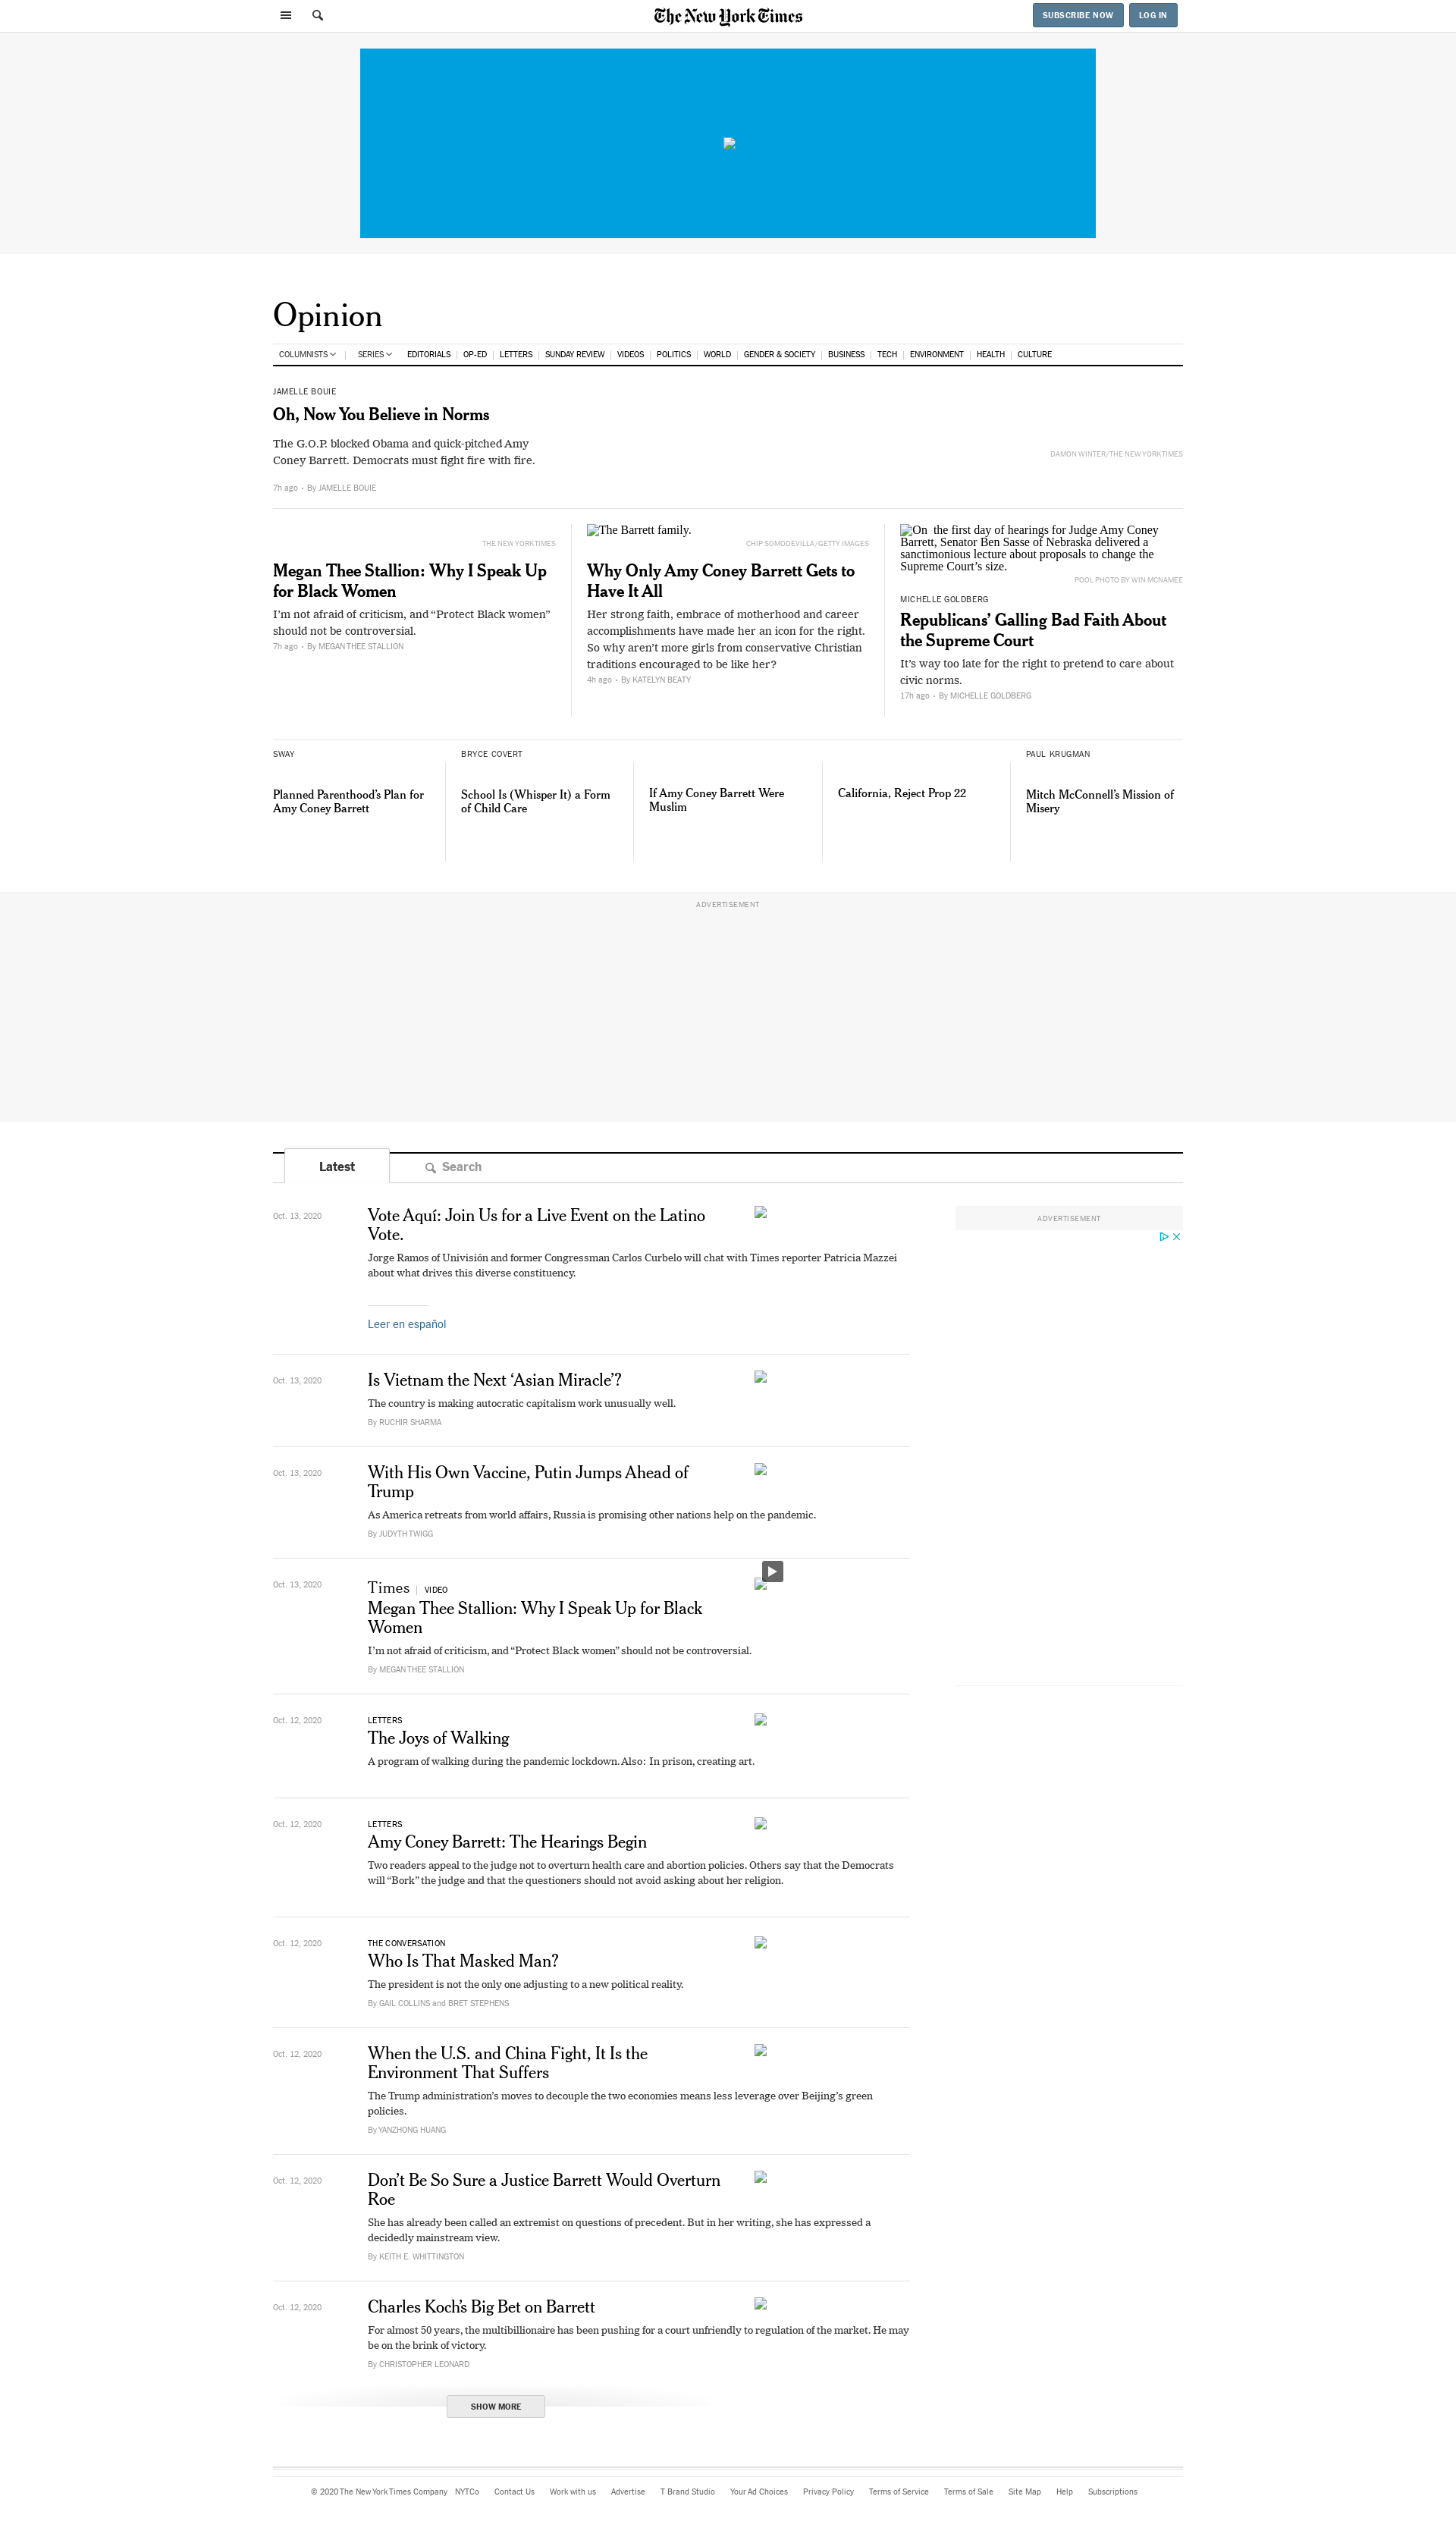 The New York Times
SUBSCRIBE NOW
LOG IN
Opinion
COLUMNISTS
SERIES
EDITORIALS
OP-ED
LETTERS
SUNDAY REVIEW
VIDEOS
POLITICS
WORLD
GENDER & SOCIETY
BUSINESS
TECH
ENVIRONMENT
HEALTH
CULTURE
JAMELLE BOUIE
Oh, Now You Believe in Norms
The G.O.P. blocked Obama and quick-pitched Amy
Coney Barrett. Democrats must fight fire with fire.
7h ago • By JAMELLE BOUIE
DAMON WINTER/THE NEW YORK TIMES
THE NEW YORK TIMES
Megan Thee Stallion: Why I Speak Up
for Black Women
I’m not afraid of criticism, and “Protect Black women”
should not be controversial.
7h ago • By MEGAN THEE STALLION
The Barrett family.
CHIP SOMODEVILLA/GETTY IMAGES
Why Only Amy Coney Barrett Gets to
Have It All
Her strong faith, embrace of motherhood and career
accomplishments have made her an icon for the right.
So why aren’t more girls from conservative Christian
traditions encouraged to be like her?
4h ago • By KATELYN BEATY
On the first day of hearings for Judge Amy Coney
Barrett, Senator Ben Sasse of Nebraska delivered a
sanctimonious lecture about proposals to change the
Supreme Court’s size.
POOL PHOTO BY WIN MCNAMEE
MICHELLE GOLDBERG
Republicans’ Galling Bad Faith About
the Supreme Court
It’s way too late for the right to pretend to care about
civic norms.
17h ago • By MICHELLE GOLDBERG
SWAY
Planned Parenthood’s Plan for
Amy Coney Barrett
BRYCE COVERT
School Is (Whisper It) a Form
of Child Care
If Amy Coney Barrett Were
Muslim
California, Reject Prop 22
PAUL KRUGMAN
Mitch McConnell’s Mission of
Misery
ADVERTISEMENT
Latest
Search
ADVERTISEMENT
Oct. 13, 2020
Vote Aquí: Join Us for a Live Event on the Latino
Vote.
Jorge Ramos of Univisión and former Congressman Carlos Curbelo will chat with Times reporter Patricia Mazzei
about what drives this diverse constituency.
Leer en español
Oct. 13, 2020
Is Vietnam the Next ‘Asian Miracle’?
The country is making autocratic capitalism work unusually well.
By RUCHIR SHARMA
Oct. 13, 2020
With His Own Vaccine, Putin Jumps Ahead of
Trump
As America retreats from world affairs, Russia is promising other nations help on the pandemic.
By JUDYTH TWIGG
Oct. 13, 2020
Times | VIDEO
Megan Thee Stallion: Why I Speak Up for Black
Women
I’m not afraid of criticism, and “Protect Black women” should not be controversial.
By MEGAN THEE STALLION
Oct. 12, 2020
LETTERS
The Joys of Walking
A program of walking during the pandemic lockdown. Also: In prison, creating art.
Oct. 12, 2020
LETTERS
Amy Coney Barrett: The Hearings Begin
Two readers appeal to the judge not to overturn health care and abortion policies. Others say that the Democrats
will “Bork” the judge and that the questioners should not avoid asking about her religion.
Oct. 12, 2020
THE CONVERSATION
Who Is That Masked Man?
The president is not the only one adjusting to a new political reality.
By GAIL COLLINS and BRET STEPHENS
Oct. 12, 2020
When the U.S. and China Fight, It Is the
Environment That Suffers
The Trump administration’s moves to decouple the two economies means less leverage over Beijing’s green
policies.
By YANZHONG HUANG
Oct. 12, 2020
Don’t Be So Sure a Justice Barrett Would Overturn
Roe
She has already been called an extremist on questions of precedent. But in her writing, she has expressed a
decidedly mainstream view.
By KEITH E. WHITTINGTON
Oct. 12, 2020
Charles Koch’s Big Bet on Barrett
For almost 50 years, the multibillionaire has been pushing for a court unfriendly to regulation of the market. He may
be on the brink of victory.
By CHRISTOPHER LEONARD
SHOW MORE
© 2020 The New York Times Company
NYTCo
Contact Us
Work with us
Advertise
T Brand Studio
Your Ad Choices
Privacy Policy
Terms of Service
Terms of Sale
Site Map
Help
Subscriptions